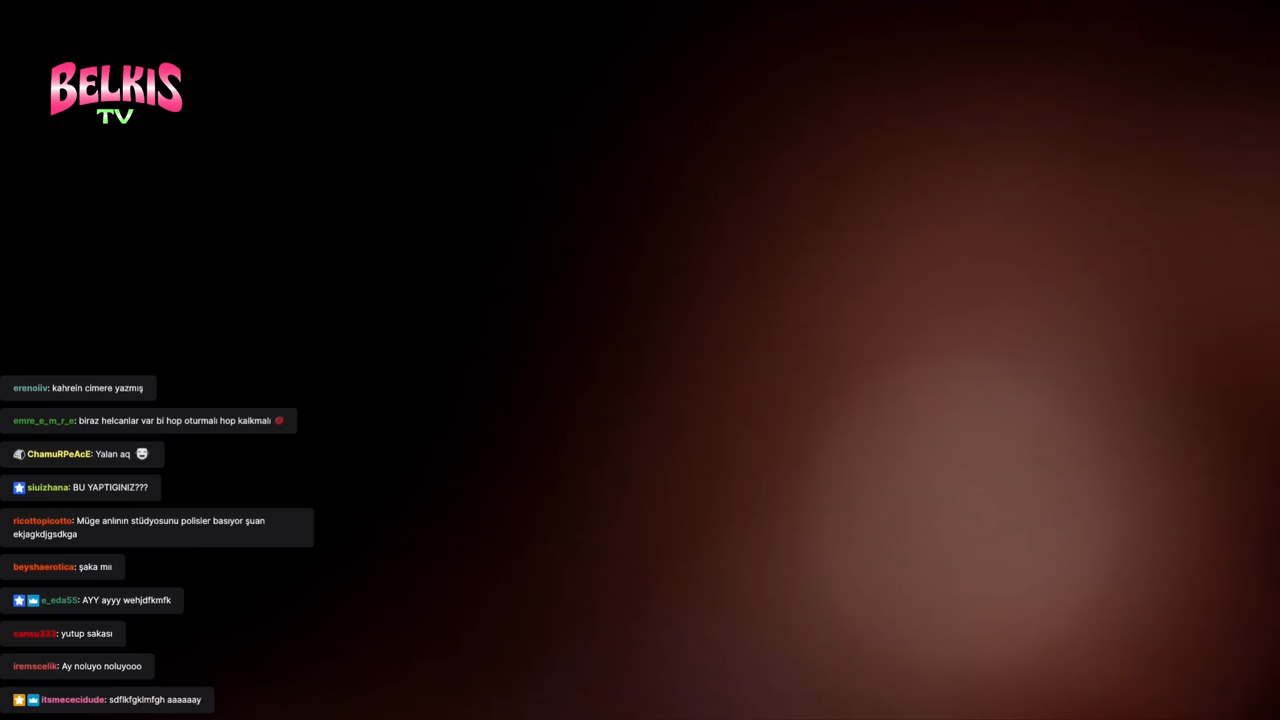 BELKIS
TV
erenoiiv: kahrein cimere yazmış
emre_e_m_r_e: biraz helcanlar var bi hop oturmalı hop kalkmalı
ChamuRPeAcE: Yalan aq
siuizhana: BU YAPTIGINIZ???
ricottopicotto: Müge anlının stüdyosunu polisler basıyor şuan
ekjagkdjgsdkga
beyshaerotica: şaka mıı
e_eda55: AYY ayyy wehjdfkmfk
cansu333: yutup sakası
iremscelik: Ay noluyo noluyooo
itsmececidude: sdflkfgklmfgh aaaaaay